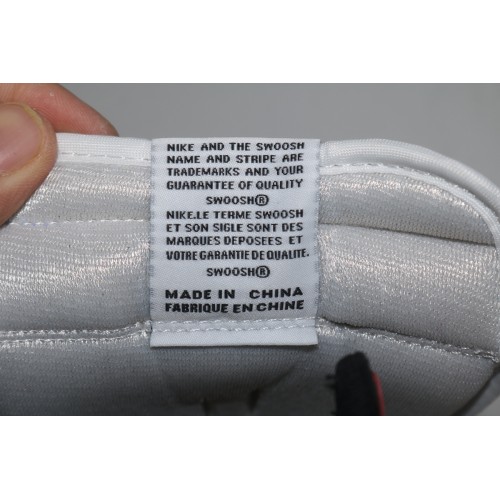 NIKE AND THE SWOOSH
NAME AND STRIPE ARE
TRADEMARKS AND YOUR
GUARANTEE OF QUALITY
SWOOSH®
NIKE.LE TERME SWOOSH
ET SON SIGLE SONT DES
MARQUES DEPOSEES ET
VOTRE GARANTIE DE QUALITE.
SWOOSH®
MADE IN CHINA
FABRIQUE EN CHINE